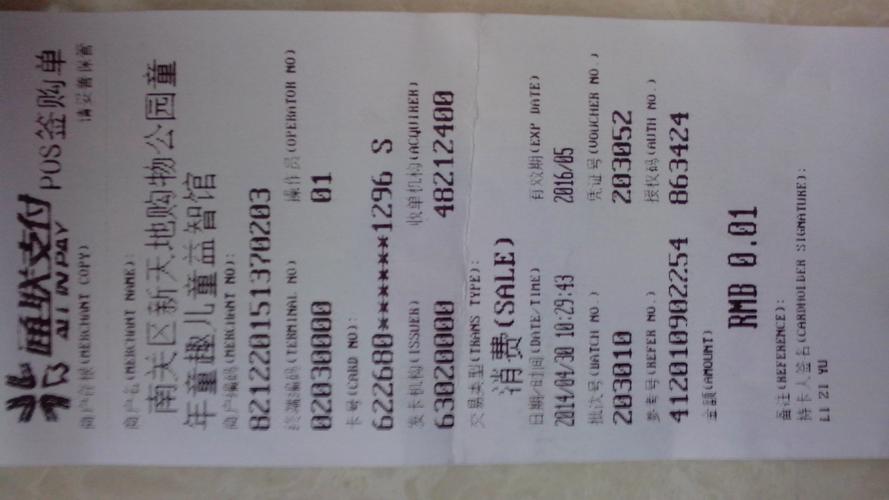 通联支付 POS签购单
ALL IN PAY
商户存根(MERCHANT COPY) 请妥善保管
商户名(MERCHANT NAME):
南关区新天地购物公园童
年童趣儿童益智馆
商户编码(MERCHANT NO):
821220151370203
终端编码(TERMINAL NO) 操作员(OPERATOR NO)
02030000 01
卡号(CARD NO):
622680******1296 S
发卡机构(ISSUER) 收单机构(ACQUIRER)
63020000 48212400
交易类型(TRANS TYPE):
消费(SALE)
日期/时间(DATE/TIME) 有效期(EXP DATE)
2014/04/30 10:29:43 2016/05
批次号(BATCH NO.) 凭证号(VOUCHER NO.)
203010 203052
参考号(REFER NO.) 授权码(AUTH NO.)
412010902254 863424
金额(AMOUNT)
RMB 0.01
备注(REFERENCE):
持卡人签名(CARDHOLDER SIGNATURE):
LI ZI YU